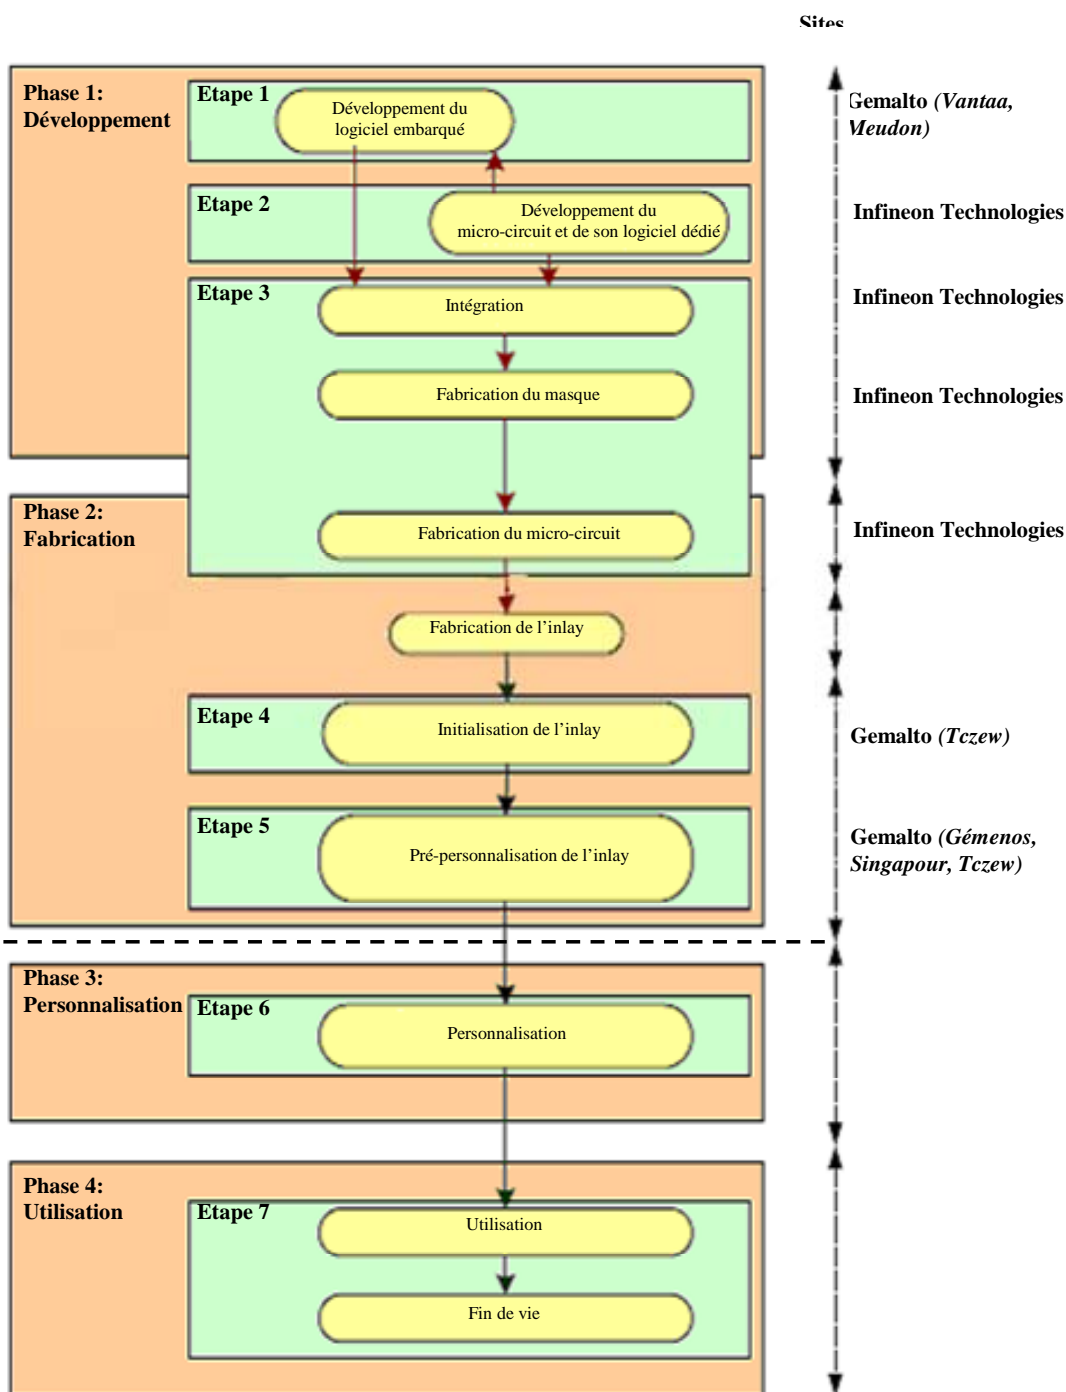 Sites
Phase 1:
Développement
Etape 1
Développement du
logiciel embarqué
Gemalto (Vantaa,
Meudon)
Etape 2
Développement du
micro-circuit et de son logiciel dédié
Infineon Technologies
Etape 3
Intégration
Infineon Technologies
Fabrication du masque
Infineon Technologies
Phase 2:
Fabrication
Fabrication du micro-circuit
Infineon Technologies
Fabrication de l’inlay
Etape 4
Initialisation de l’inlay
Gemalto (Tczew)
Etape 5
Pré-personnalisation de l’inlay
Gemalto (Gémenos,
Singapour, Tczew)
Phase 3:
Personnalisation
Etape 6
Personnalisation
Phase 4:
Utilisation
Etape 7
Utilisation
Fin de vie